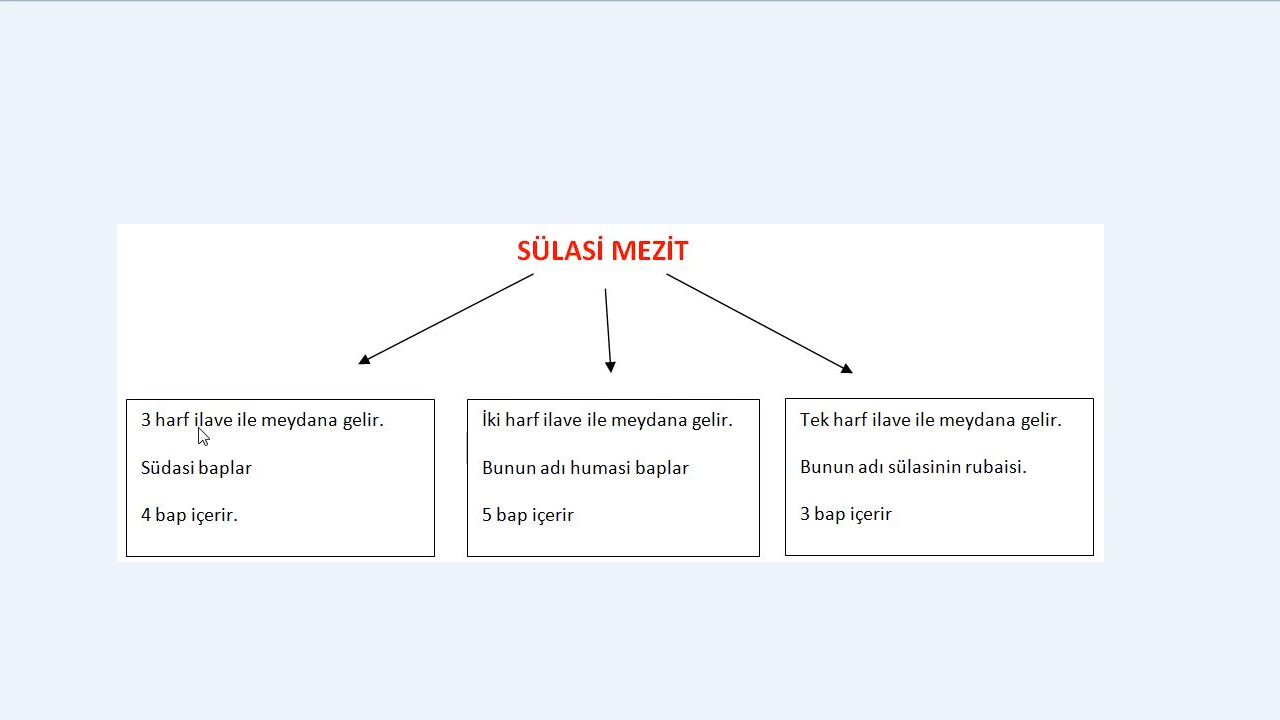 SÜLASİ MEZİT
3 harf ilave ile meydana gelir.
Südasi baplar
4 bap içerir.
İki harf ilave ile meydana gelir.
Bunun adı humasi baplar
5 bap içerir
Tek harf ilave ile meydana gelir.
Bunun adı sülasinin rubaisi.
3 bap içerir